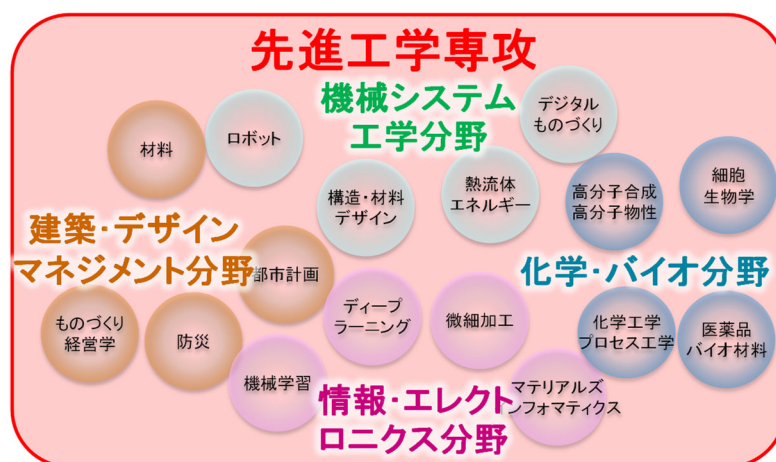 先進工学専攻
機械システム
工学分野
デジタル
ものづくり
材料
ロボット
構造・材料
デザイン
熱流体
エネルギー
高分子合成
高分子物性
細胞
生物学
建築・デザイン
マネジメント分野
都市計画
化学・バイオ分野
ものづくり
経営学
防災
ディープ
ラーニング
微細加工
化学工学
プロセス工学
医薬品
バイオ材料
機械学習
情報・エレクト
ロニクス分野
マテリアルズ
ンフォマティクス